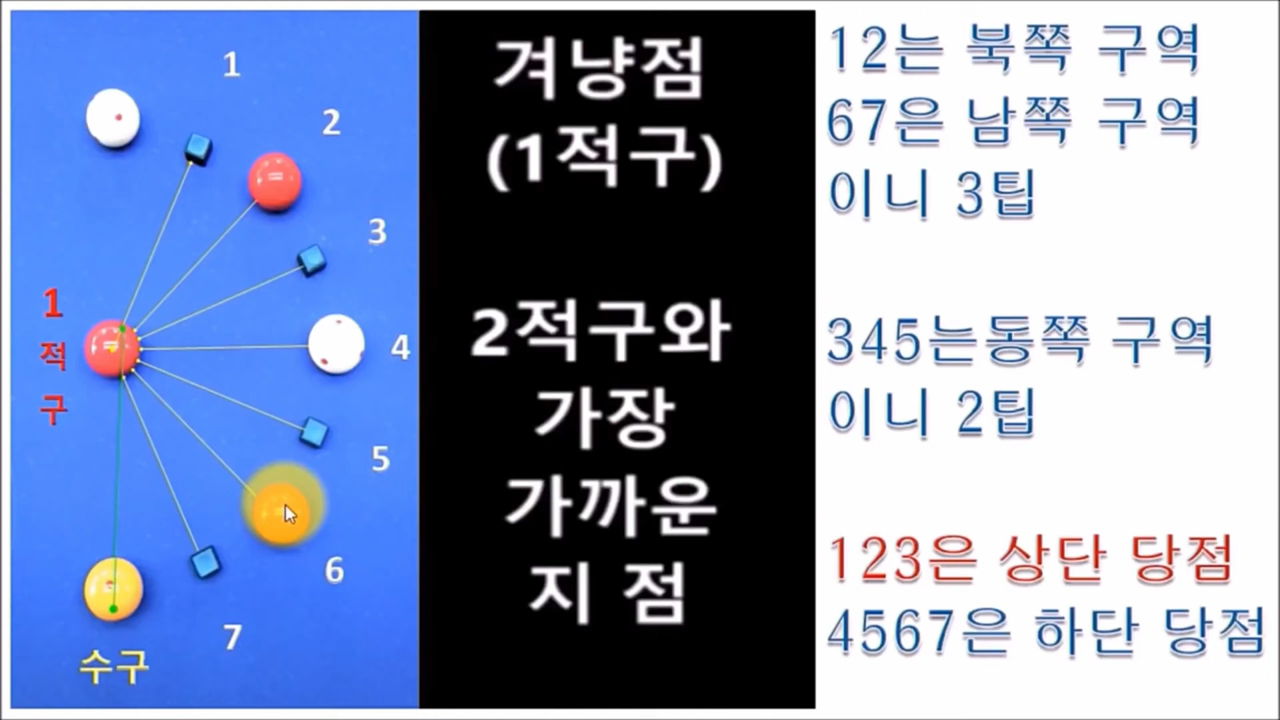 1
2
3
4
5
6
7
1
적
구
수구
겨냥점
(1적구)
2적구와
가장
가까운
지 점
12는 북쪽 구역
67은 남쪽 구역
이니 3팁
345는동쪽 구역
이니 2팁
123은 상단 당점
4567은 하단 당점